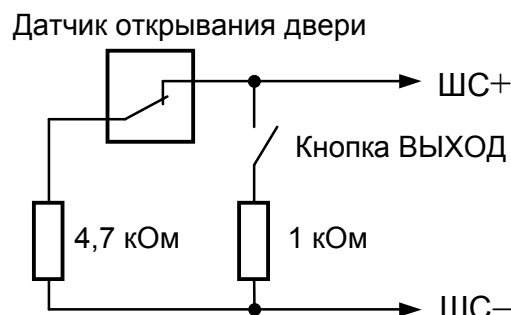 Датчик открывания двери
ШС+
Кнопка ВЫХОД
4,7 кОм
1 кОм
ШС–